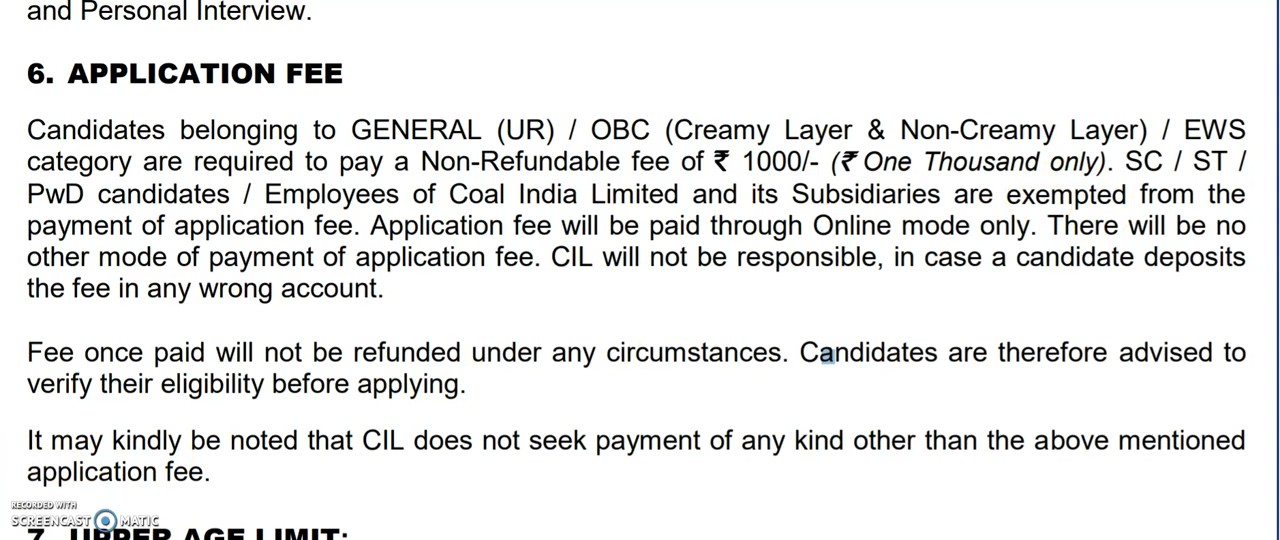 and Personal Interview.
6. APPLICATION FEE
Candidates belonging to GENERAL (UR) / OBC (Creamy Layer & Non-Creamy Layer) / EWS
category are required to pay a Non-Refundable fee of ₹ 1000/- (₹ One Thousand only). SC / ST /
PwD candidates / Employees of Coal India Limited and its Subsidiaries are exempted from the
payment of application fee. Application fee will be paid through Online mode only. There will be no
other mode of payment of application fee. CIL will not be responsible, in case a candidate deposits
the fee in any wrong account.
Fee once paid will not be refunded under any circumstances. Candidates are therefore advised to
verify their eligibility before applying.
It may kindly be noted that CIL does not seek payment of any kind other than the above mentioned
application fee.
RECORDED WITH
SCREENCAST MATIC
7. UPPER AGE LIMIT: